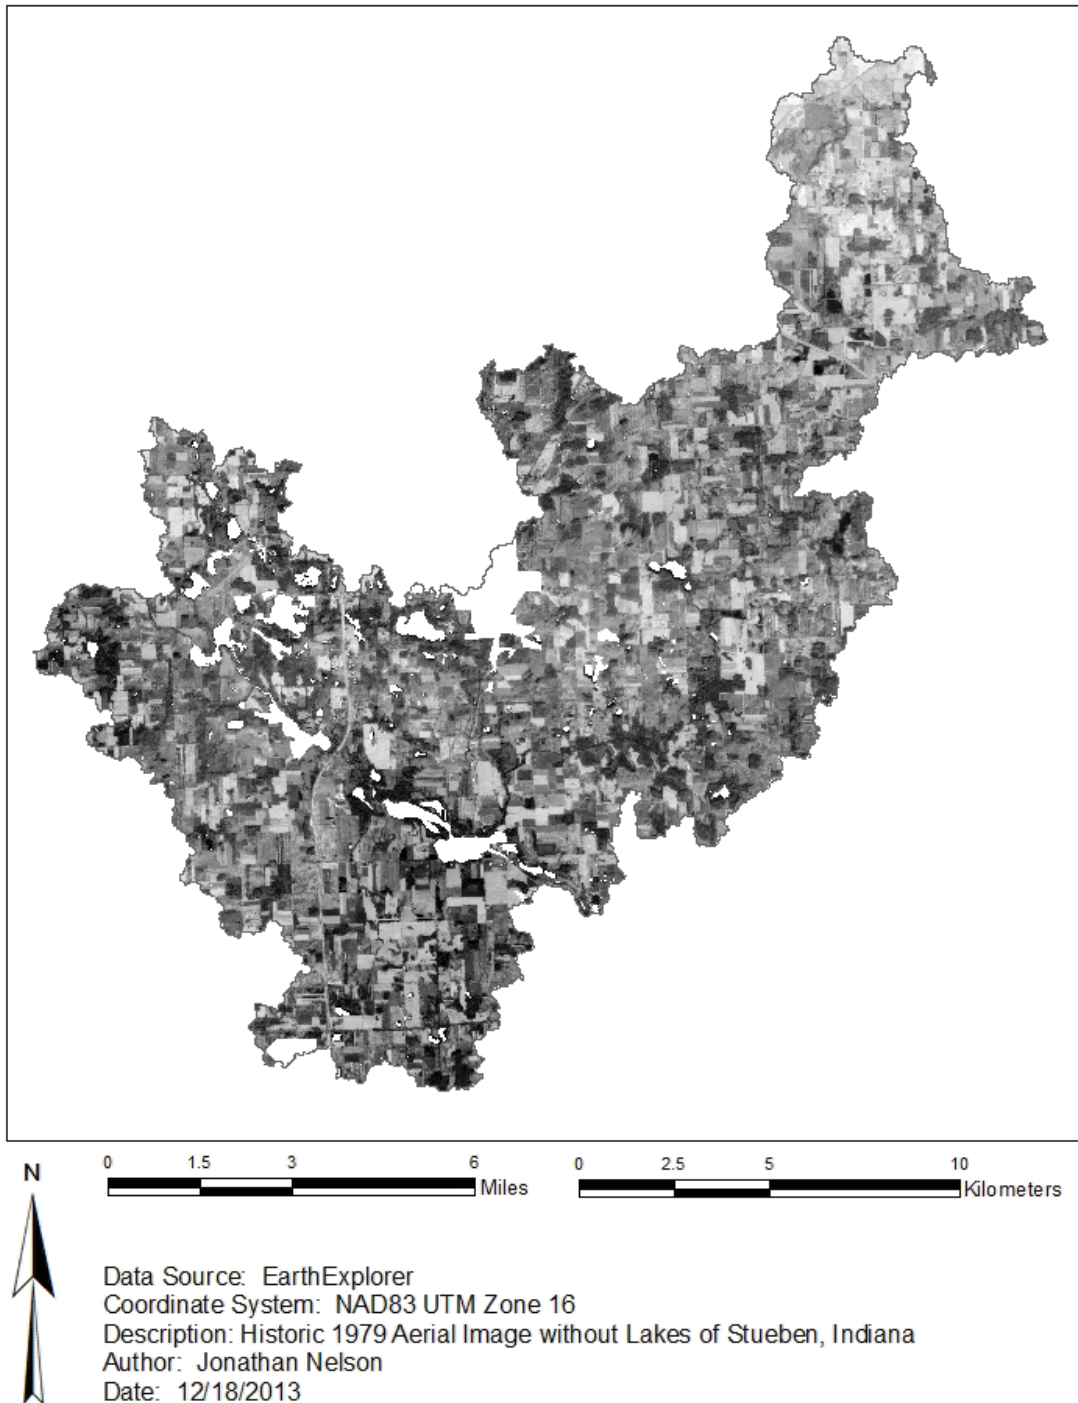 N
0 1.5 3 6
Miles
0 2.5 5 10
Kilometers
Data Source: EarthExplorer
Coordinate System: NAD83 UTM Zone 16
Description: Historic 1979 Aerial Image without Lakes of Stueben, Indiana
Author: Jonathan Nelson
Date: 12/18/2013